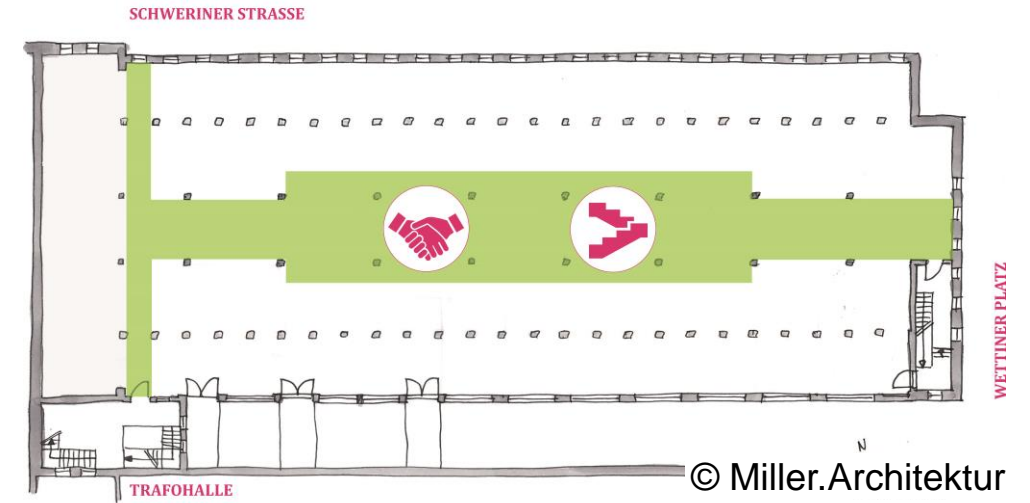 SCHWERINER STRASSE
WETTINER PLATZ
N
TRAFOHALLE
© Miller.Architektur